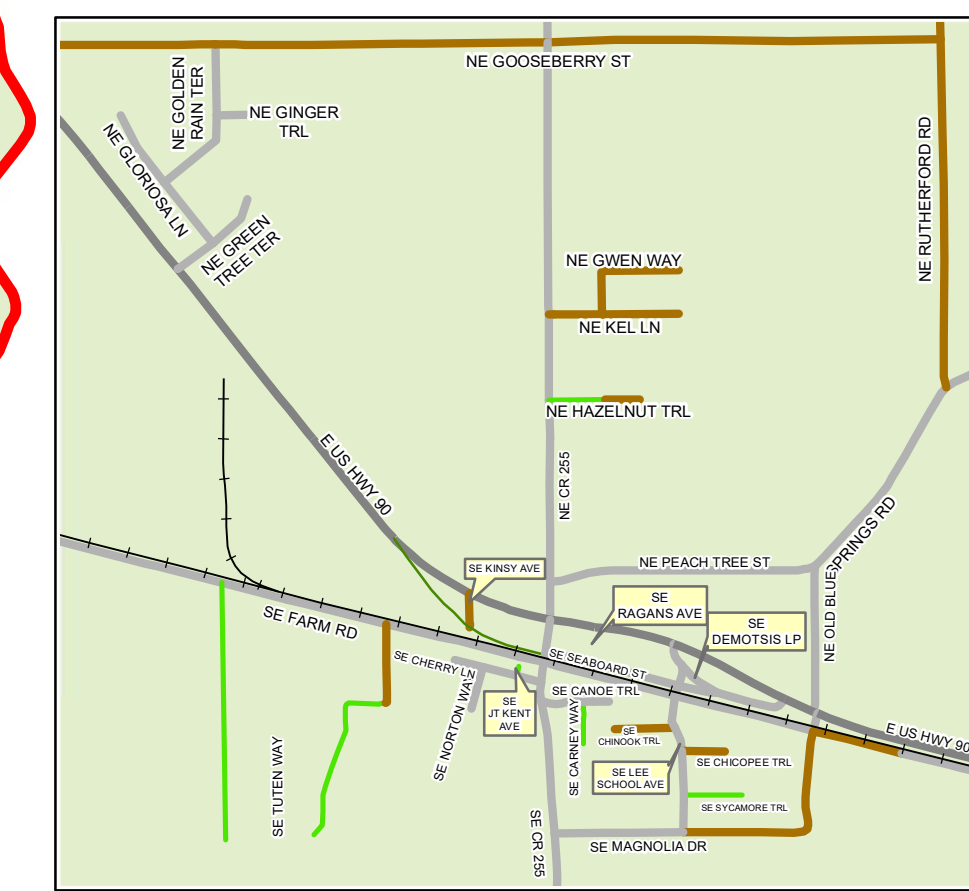 NE GOOSEBERRY ST
NE GOLDEN
RAIN TER
NE GINGER
TRL
NE GLORIOSA LN
NE GREEN
TREE TER
NE RUTHERFORD RD
NE GWEN WAY
NE KEL LN
NE HAZELNUT TRL
E US HWY 90
NE CR 255
NE OLD BLUE SPRINGS RD
NE PEACH TREE ST
SE KINSY AVE
SE
RAGANS AVE
SE
DEMOTSIS LP
SE FARM RD
SE SEABOARD ST
SE CHERRY LN
SE CANOE TRL
SE
JT KENT
AVE
SE NORTON WAY
SE CARNEY WAY
SE
CHINOOK TRL
E US HWY 90
SE CHICOPEE TRL
SE LEE
SCHOOL AVE
SE TUTEN WAY
SE SYCAMORE TRL
SE CR 255
SE MAGNOLIA DR